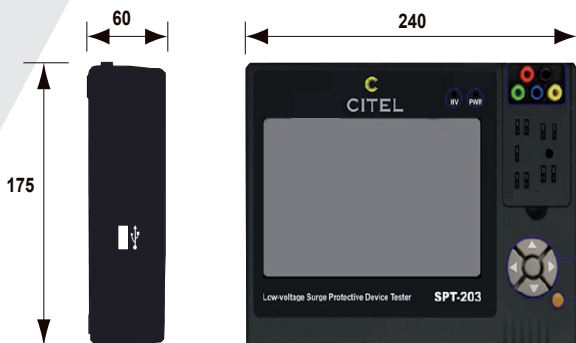 60
240
175
CITEL
HV PWR
Low-voltage Surge Protective Device Tester SPT-203